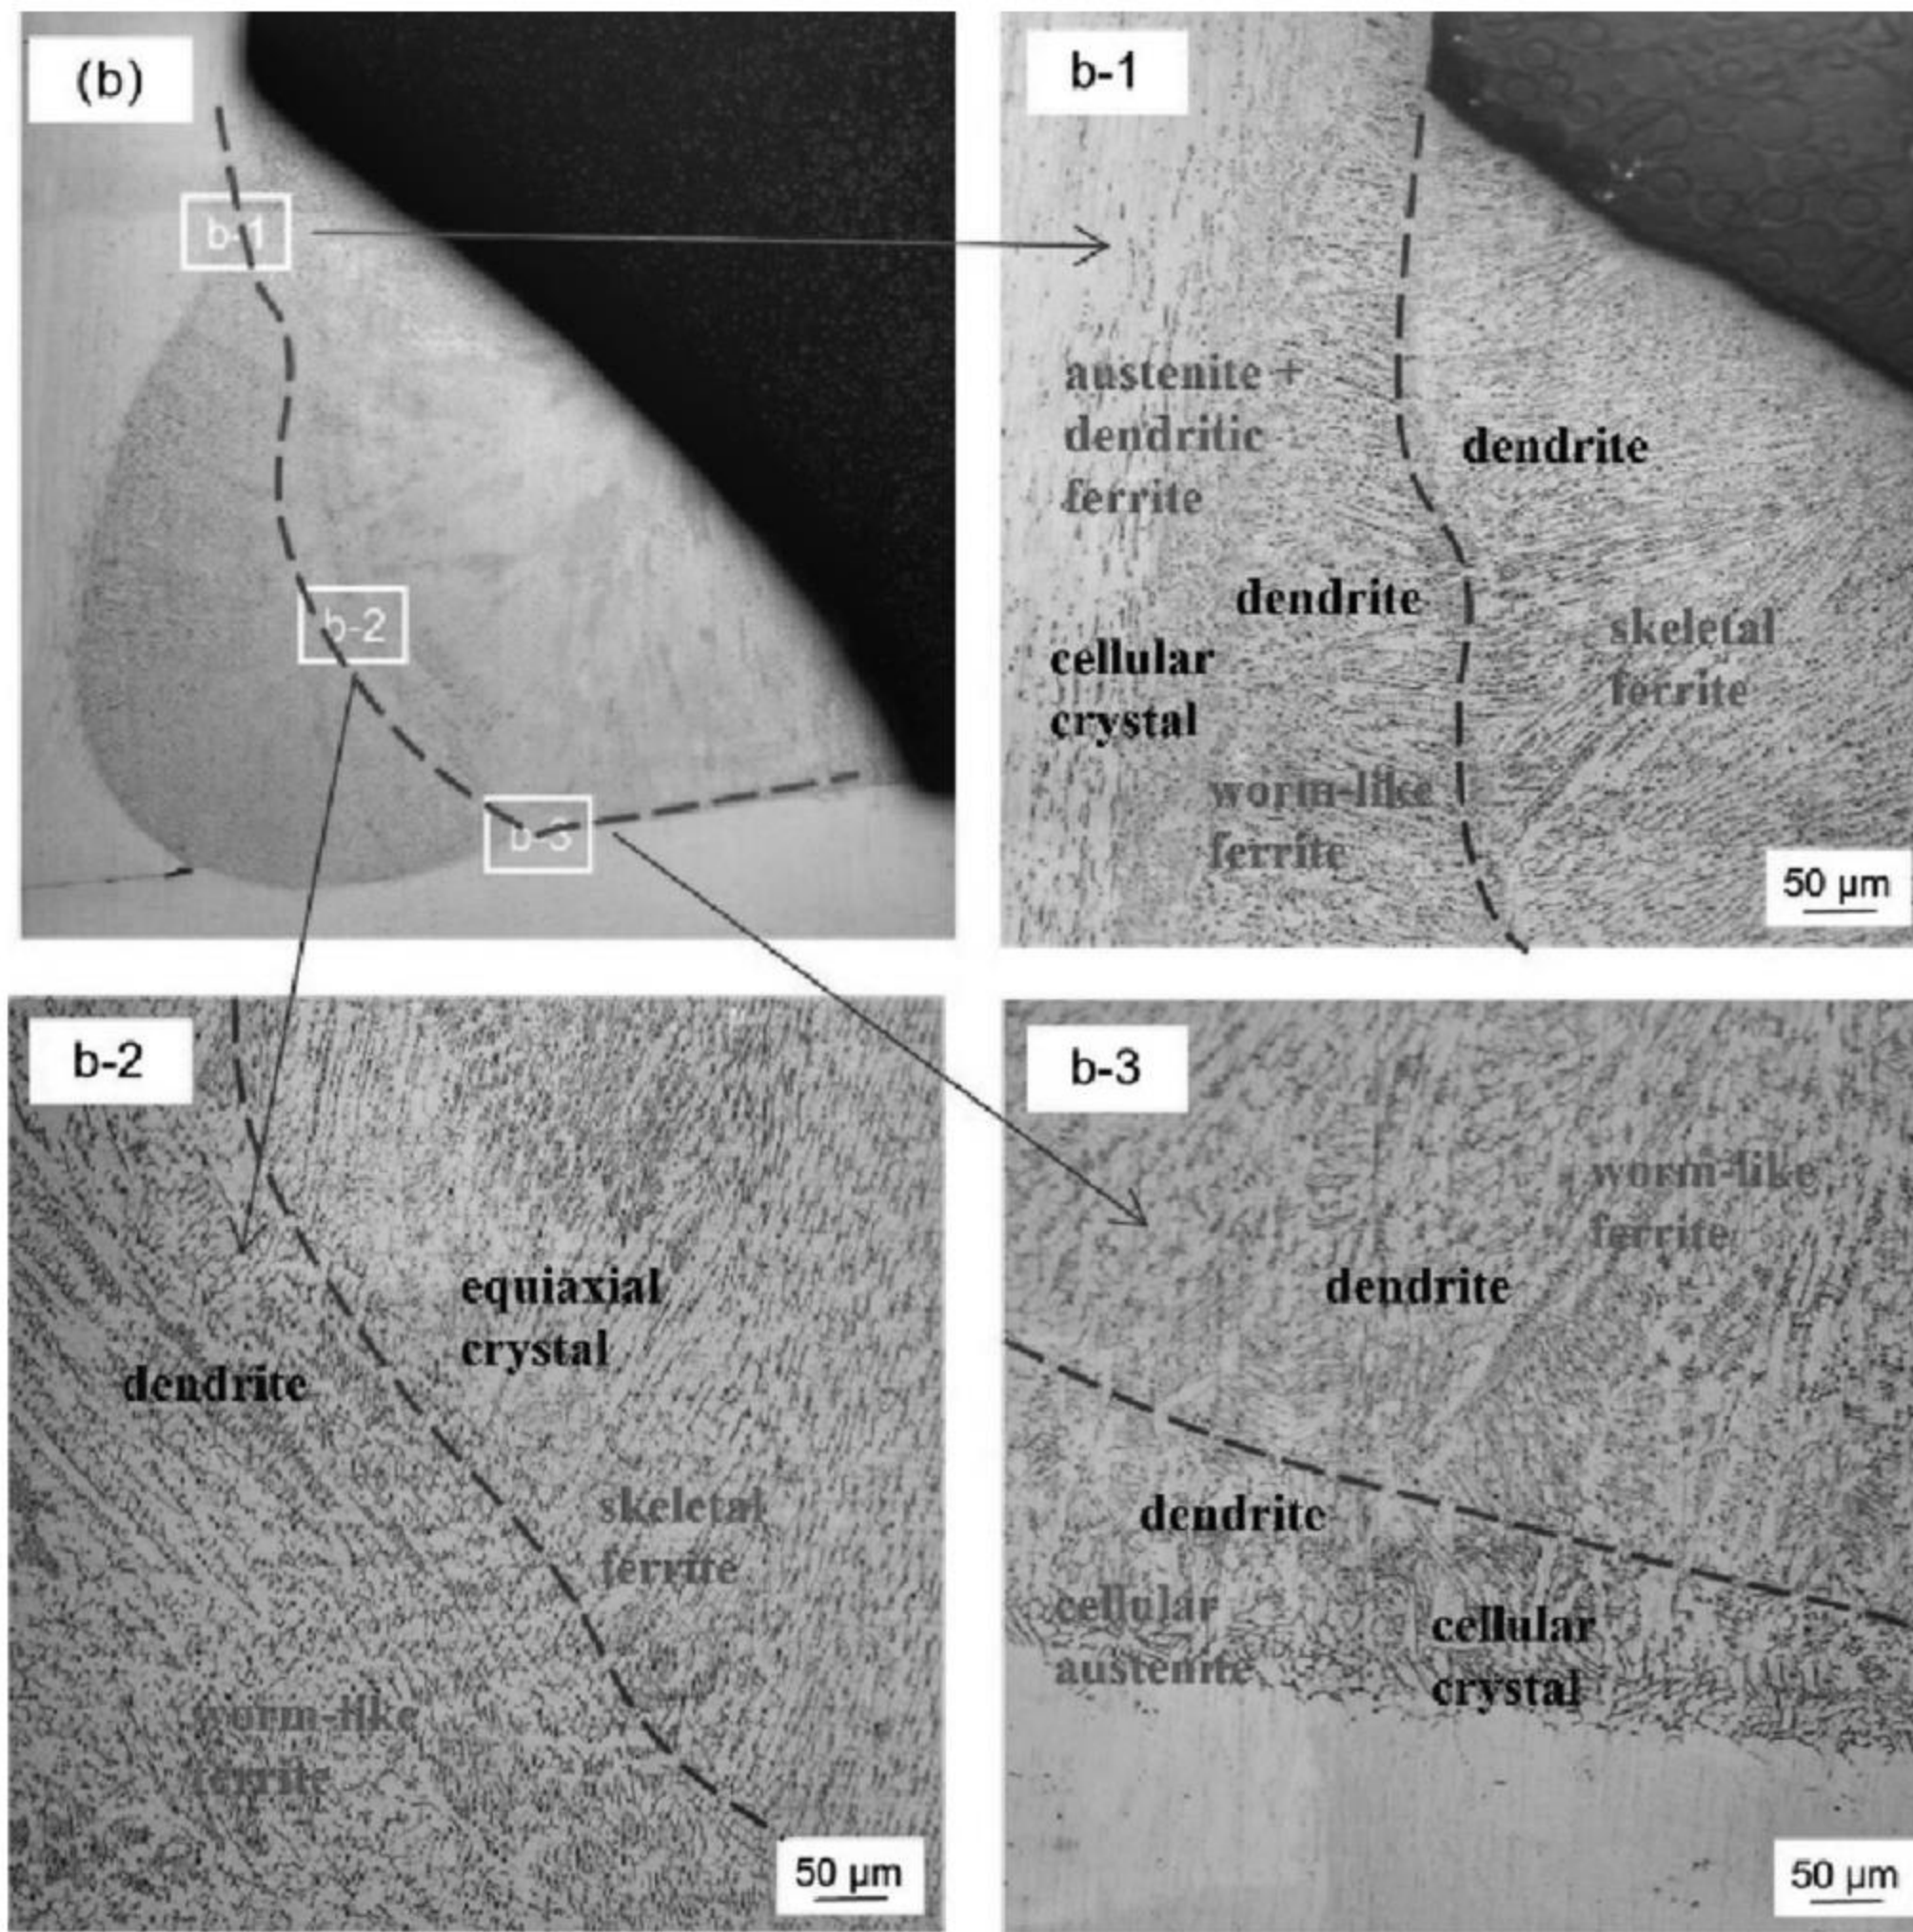 (b)
b-1
b-2
b-3
b-1
austenite +
dendritic
ferrite
dendrite
dendrite
cellular
crystal
skeletal
ferrite
worm-like
ferrite
50 µm
b-2
equiaxial
crystal
dendrite
skeletal
ferrite
worm-like
ferrite
50 µm
b-3
worm-like
ferrite
dendrite
dendrite
cellular
austenite
cellular
crystal
50 µm